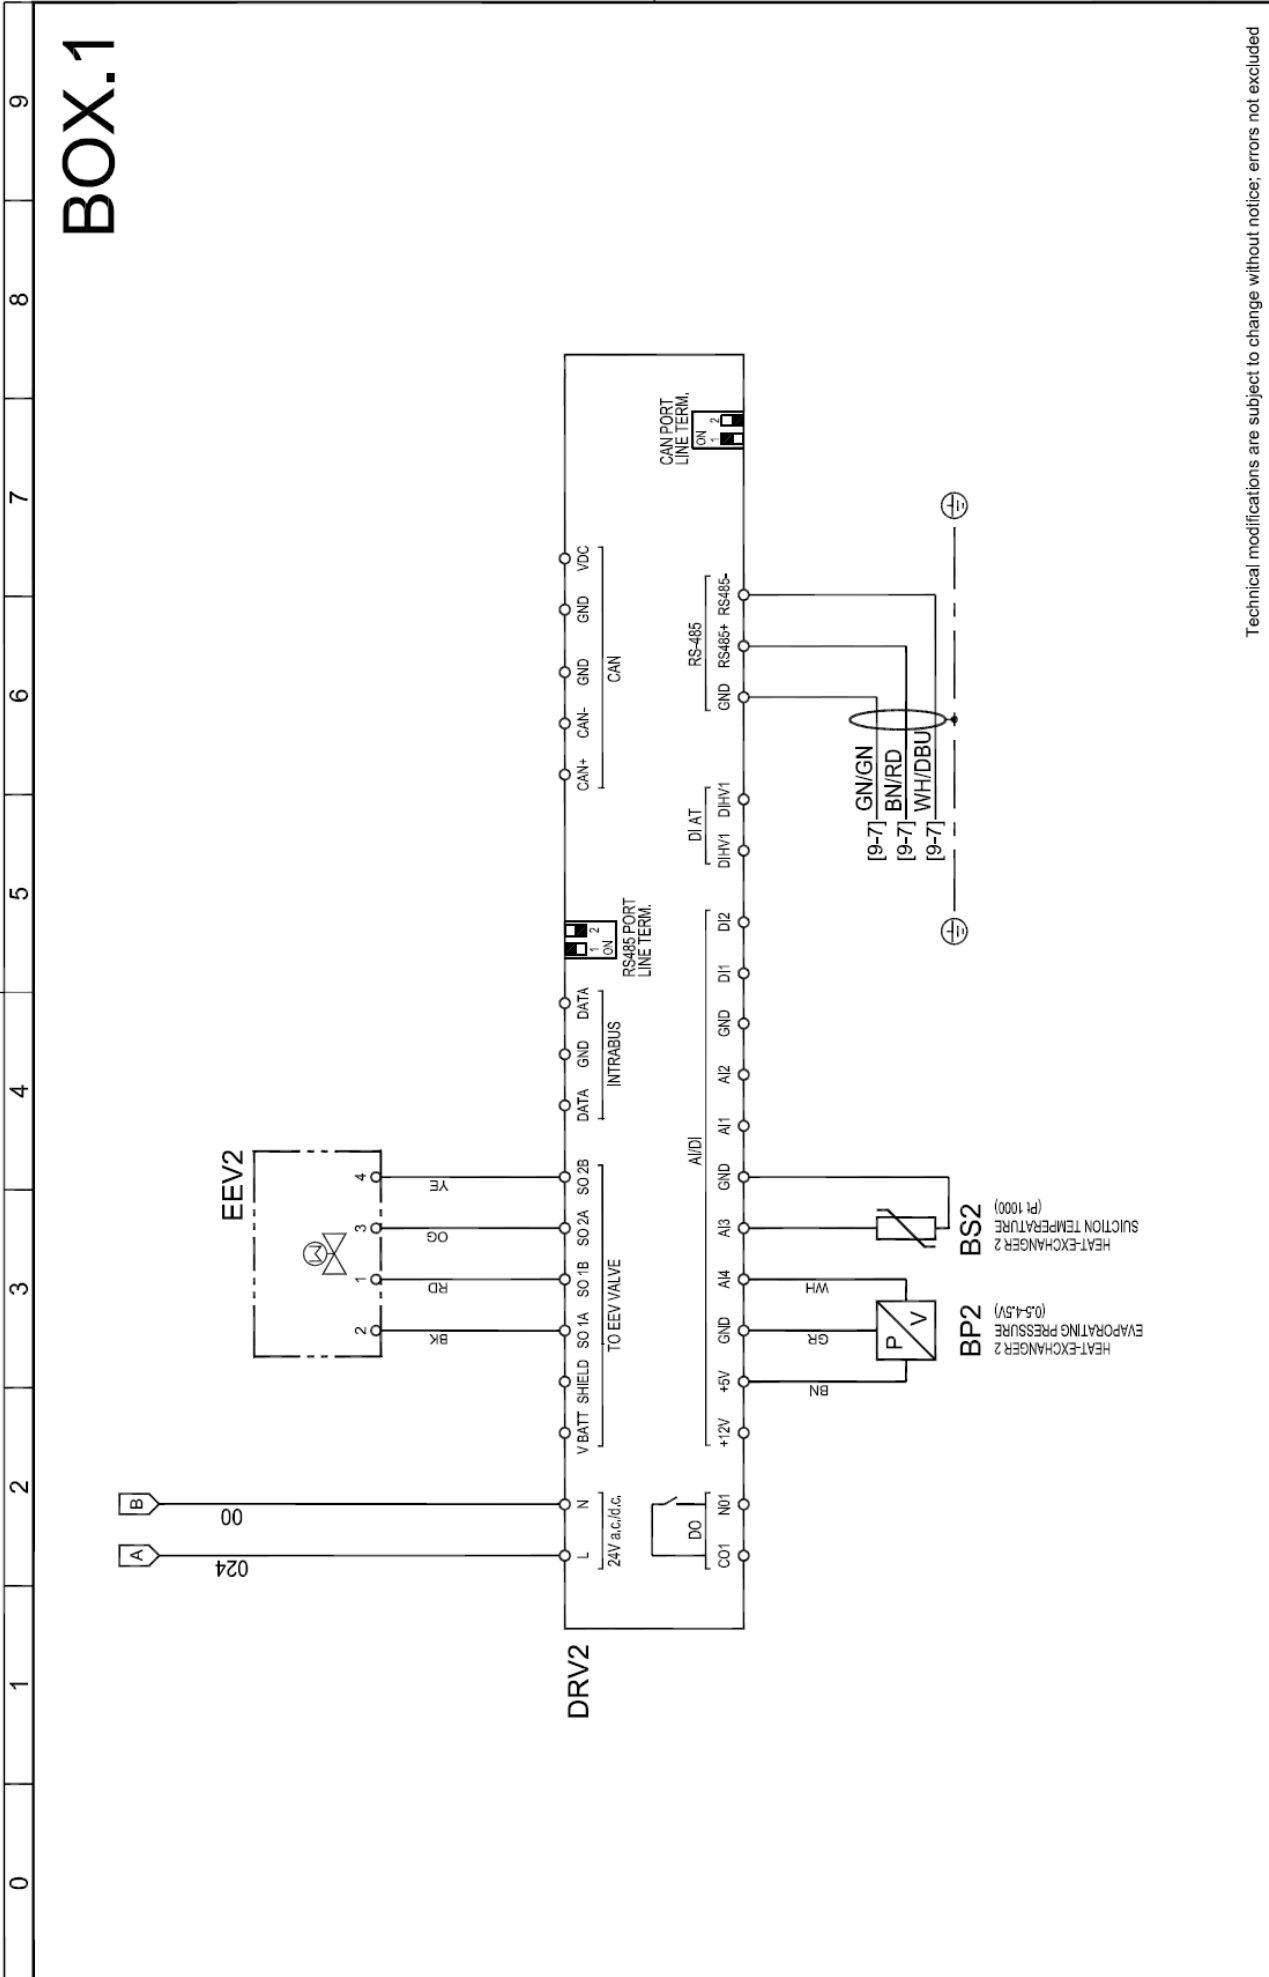 0 1 2 3 4 5 6 7 8 9
BOX.1
A B
024 00
EEV2
2 1 3 4
M
BK RD OG YE
L N V BATT SHIELD SO 1A SO 1B SO 2A SO 2B DATA GND DATA CAN+ CAN- GND GND VDC
24V a.c./d.c. TO EEV VALVE INTRABUS CAN
1 2
ON
RS485 PORT
LINE TERM.
DRV2
CAN PORT
LINE TERM.
ON
1 2
DO AI/DI DI AT RS-485
CO1 N01 +12V +5V GND AI4 AI3 GND AI1 AI2 GND DI1 DI2 DIHV1 DIHV1 GND RS485+ RS485-
BN GR WH
P V
[9-7] GN/GN
[9-7] BN/RD
[9-7] WH/DBU
BP2
HEAT-EXCHANGER 2
EVAPORATING PRESSURE
(0.5-4.5V)
BS2
HEAT-EXCHANGER 2
SUICTION TEMPERATURE
(Pt 1000)
Technical modifications are subject to change without notice; errors not excluded